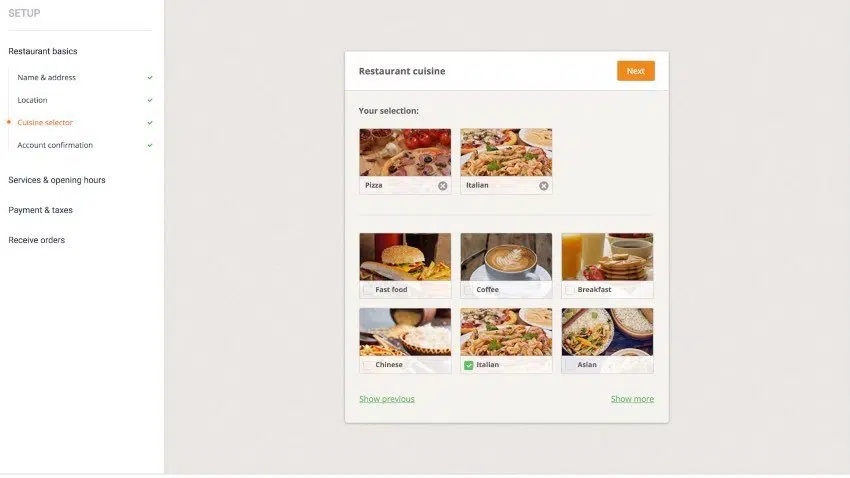 SETUP
Restaurant basics
Name & address
Location
Cuisine selector
Account confirmation
Services & opening hours
Payment & taxes
Receive orders
Restaurant cuisine
Next
Your selection:
Pizza
Italian
Fast food
Coffee
Breakfast
Chinese
Italian
Asian
Show previous
Show more